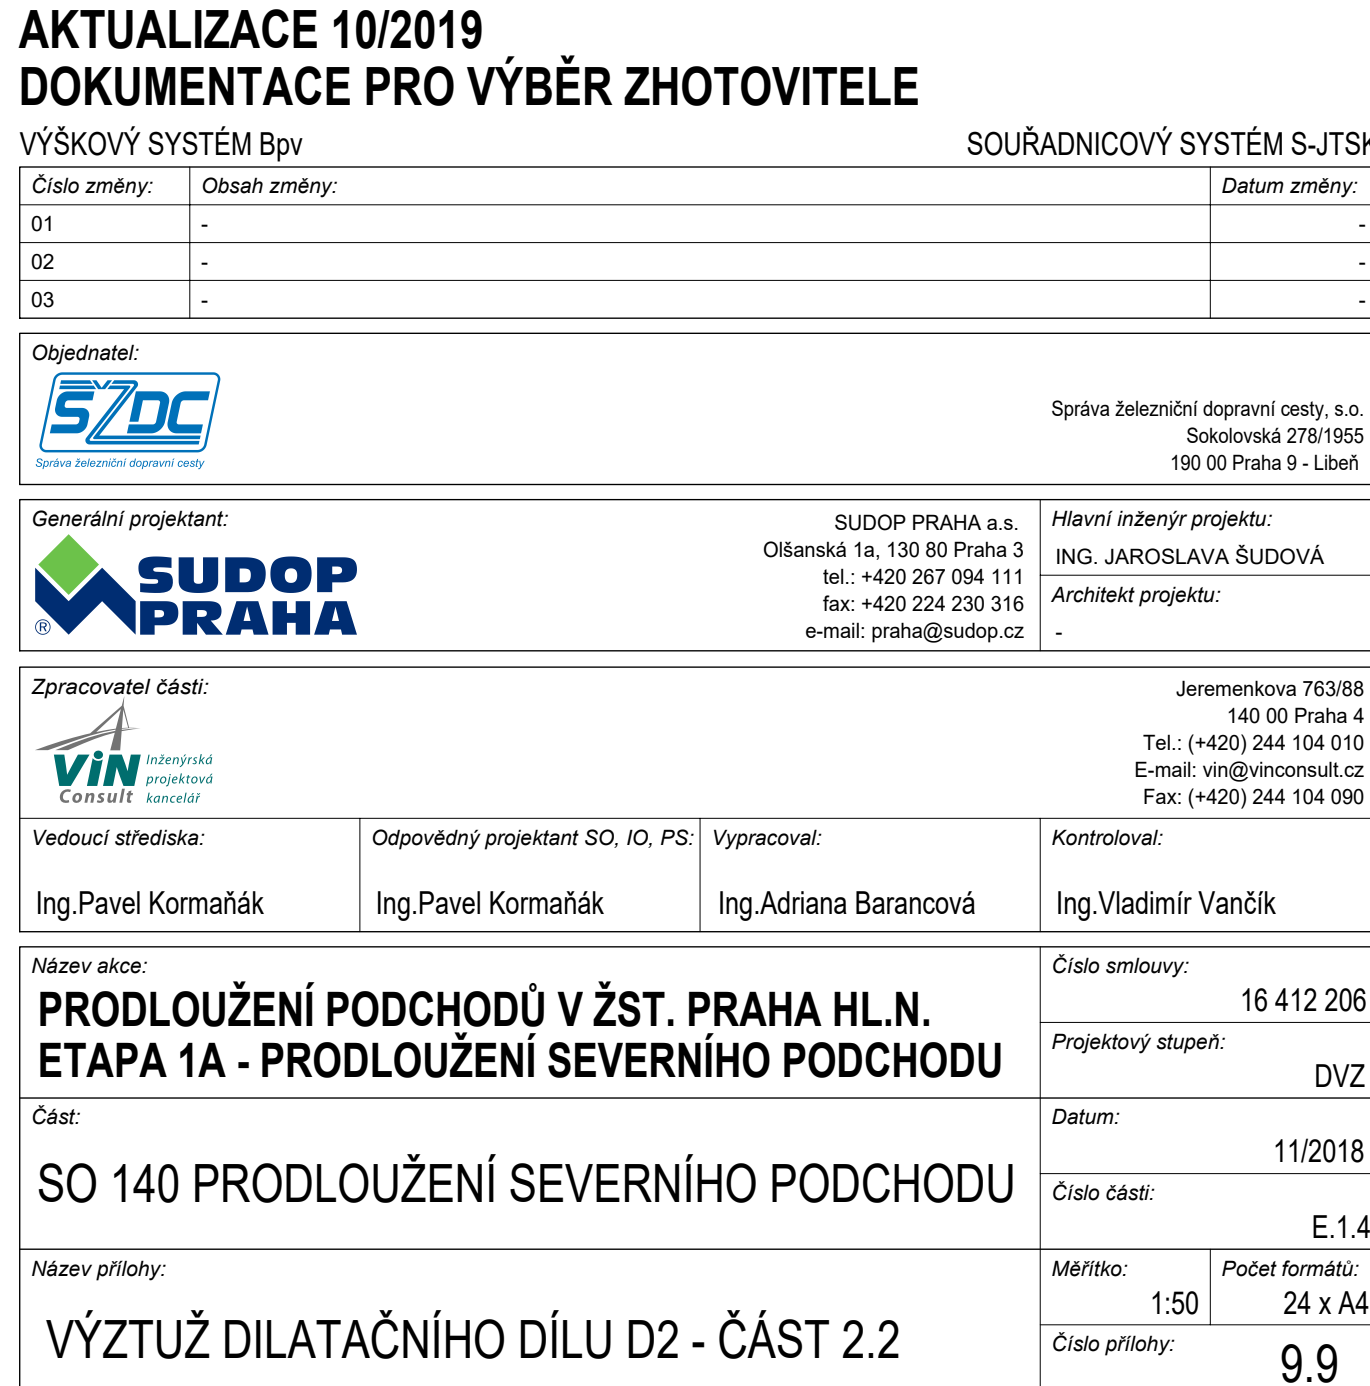 AKTUALIZACE 10/2019
DOKUMENTACE PRO VÝBĚR ZHOTOVITELE
VÝŠKOVÝ SYSTÉM Bpv
SOUŘADNICOVÝ SYSTÉM S-JTSK
Číslo změny: Obsah změny: Datum změny:
01 - -
02 - -
03 - -
Objednatel:
ŠŽDC
Správa železniční dopravní cesty
Správa železniční dopravní cesty, s.o.
Sokolovská 278/1955
190 00 Praha 9 - Libeň
Generální projektant:
SUDOP
PRAHA
®
SUDOP PRAHA a.s.
Olšanská 1a, 130 80 Praha 3
tel.: +420 267 094 111
fax: +420 224 230 316
e-mail: praha@sudop.cz
Hlavní inženýr projektu:
ING. JAROSLAVA ŠUDOVÁ
Architekt projektu:
-
Zpracovatel části:
ViN
Consult
Inženýrská
projektová
kancelář
Jeremenkova 763/88
140 00 Praha 4
Tel.: (+420) 244 104 010
E-mail: vin@vinconsult.cz
Fax: (+420) 244 104 090
Vedoucí střediska: Odpovědný projektant SO, IO, PS: Vypracoval: Kontroloval:
Ing.Pavel Kormaňák Ing.Pavel Kormaňák Ing.Adriana Barancová Ing.Vladimír Vančík
Název akce:
PRODLOUŽENÍ PODCHODŮ V ŽST. PRAHA HL.N.
ETAPA 1A - PRODLOUŽENÍ SEVERNÍHO PODCHODU
Číslo smlouvy:
16 412 206
Projektový stupeň:
DVZ
Část:
SO 140 PRODLOUŽENÍ SEVERNÍHO PODCHODU
Datum:
11/2018
Číslo části:
E.1.4
Název přílohy:
VÝZTUŽ DILATAČNÍHO DÍLU D2 - ČÁST 2.2
Měřítko:
1:50
Počet formátů:
24 x A4
Číslo přílohy:
9.9